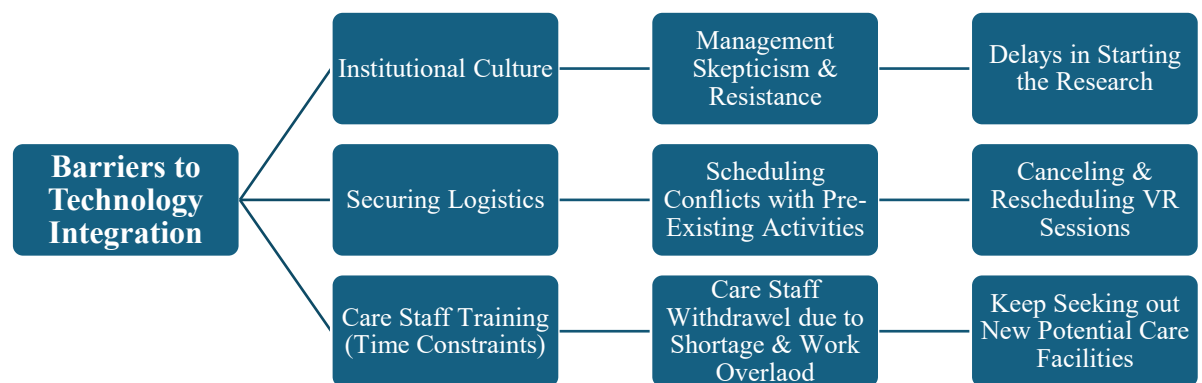 Barriers to
Technology
Integration
Institutional Culture
Management
Skepticism &
Resistance
Delays in Starting
the Research
Securing Logistics
Scheduling
Conflicts with Pre-
Existing Activities
Canceling &
Rescheduling VR
Sessions
Care Staff Training
(Time Constraints)
Care Staff
Withdrawel due to
Shortage & Work
Overlaod
Keep Seeking out
New Potential Care
Facilities